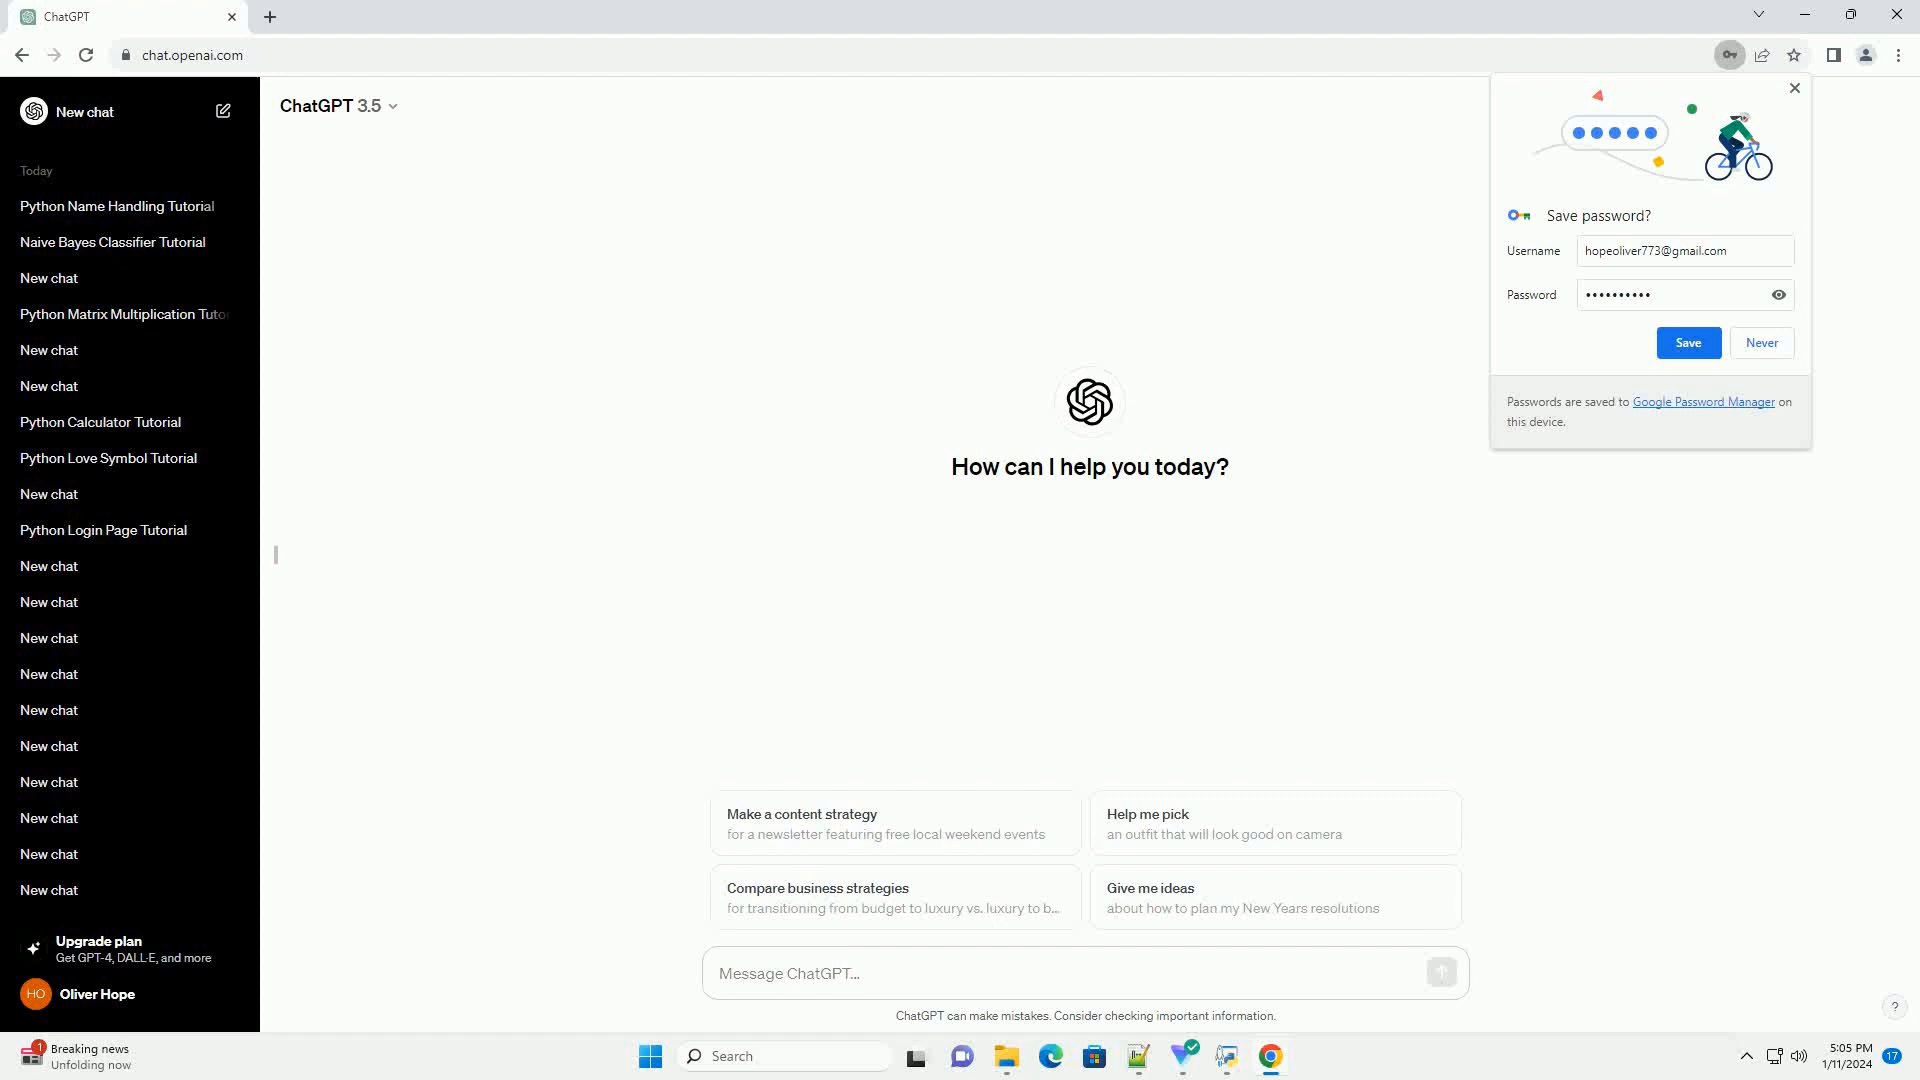 ChatGPT
chat.openai.com
New chat
Today
Python Name Handling Tutorial
Naive Bayes Classifier Tutorial
New chat
Python Matrix Multiplication Tutor
New chat
New chat
Python Calculator Tutorial
Python Love Symbol Tutorial
New chat
Python Login Page Tutorial
New chat
New chat
New chat
New chat
New chat
New chat
New chat
New chat
New chat
New chat
Upgrade plan
Get GPT-4, DALL·E, and more
HO Oliver Hope
ChatGPT 3.5
How can I help you today?
Make a content strategy
for a newsletter featuring free local weekend events
Help me pick
an outfit that will look good on camera
Compare business strategies
for transitioning from budget to luxury vs. luxury to b...
Give me ideas
about how to plan my New Years resolutions
Message ChatGPT...
ChatGPT can make mistakes. Consider checking important information.
?
Save password?
Username hopeoliver773@gmail.com
Password ••••••••••
Save Never
Passwords are saved to Google Password Manager on
this device.
1
Breaking news
Unfolding now
Search
5:05 PM
1/11/2024
17